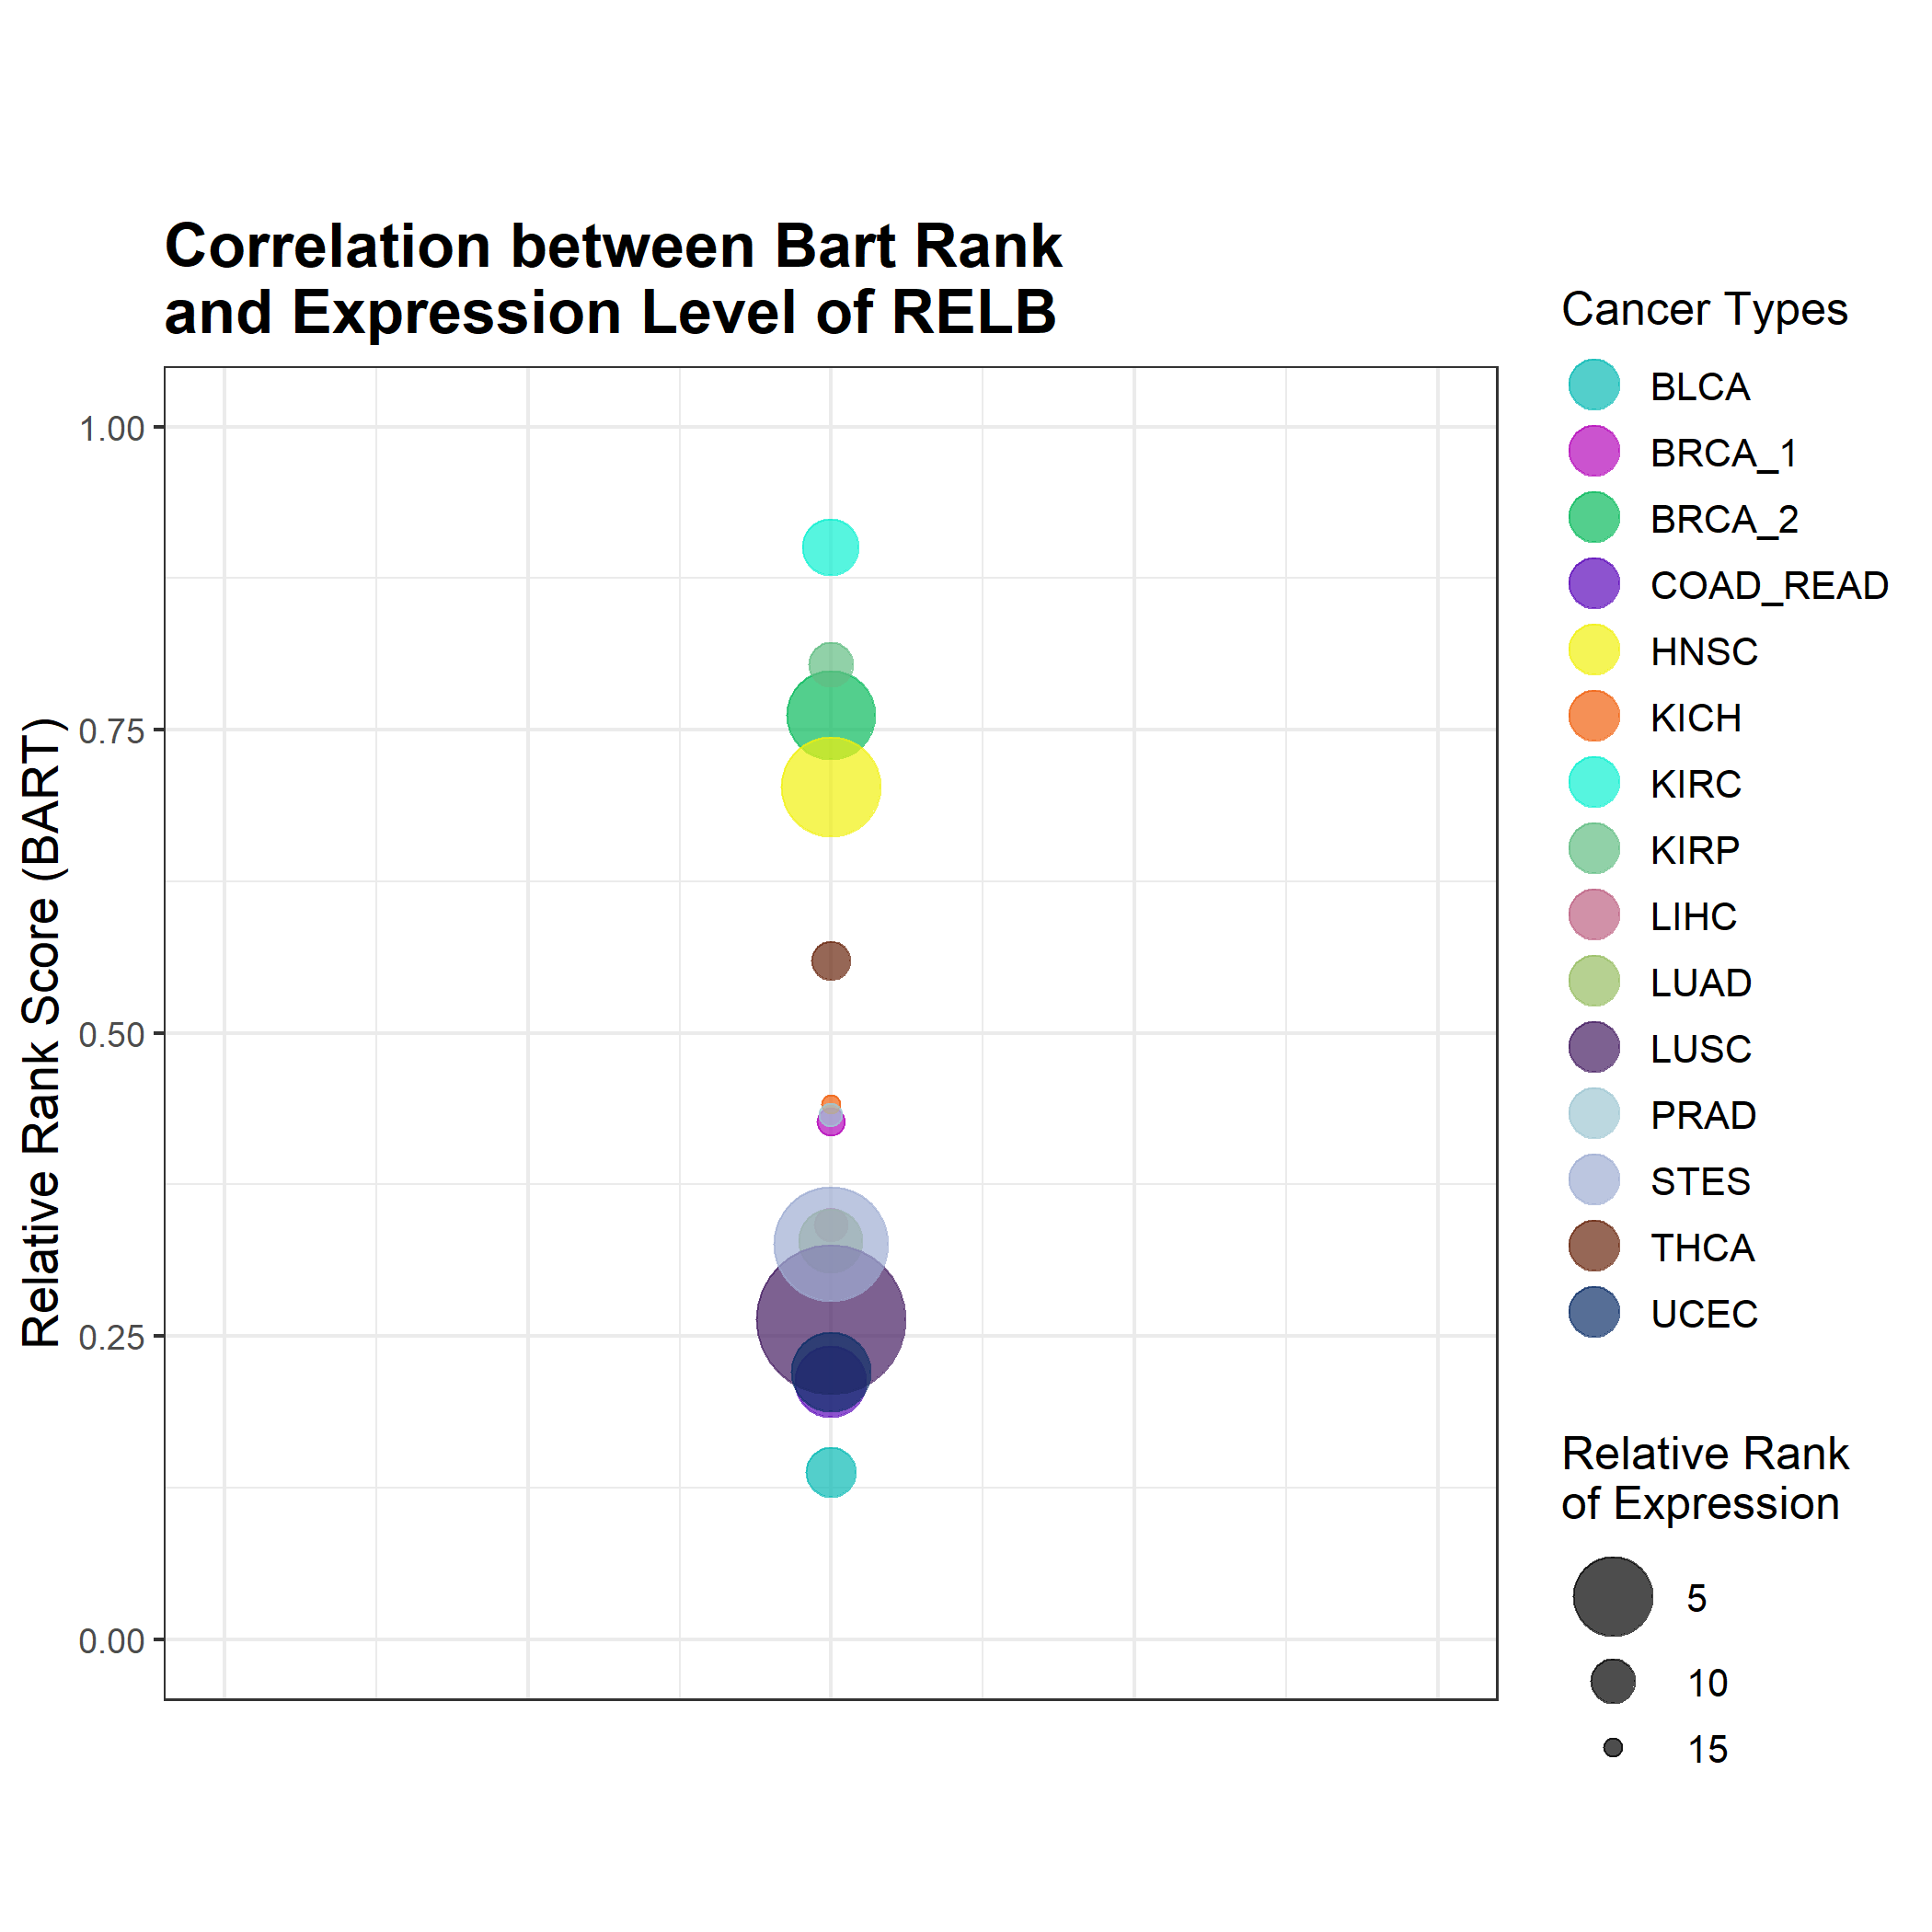 Correlation between Bart Rank
and Expression Level of RELB
Relative Rank Score (BART)
1.00
0.75
0.50
0.25
0.00
Cancer Types
BLCA
BRCA_1
BRCA_2
COAD_READ
HNSC
KICH
KIRC
KIRP
LIHC
LUAD
LUSC
PRAD
STES
THCA
UCEC
Relative Rank
of Expression
5
10
15